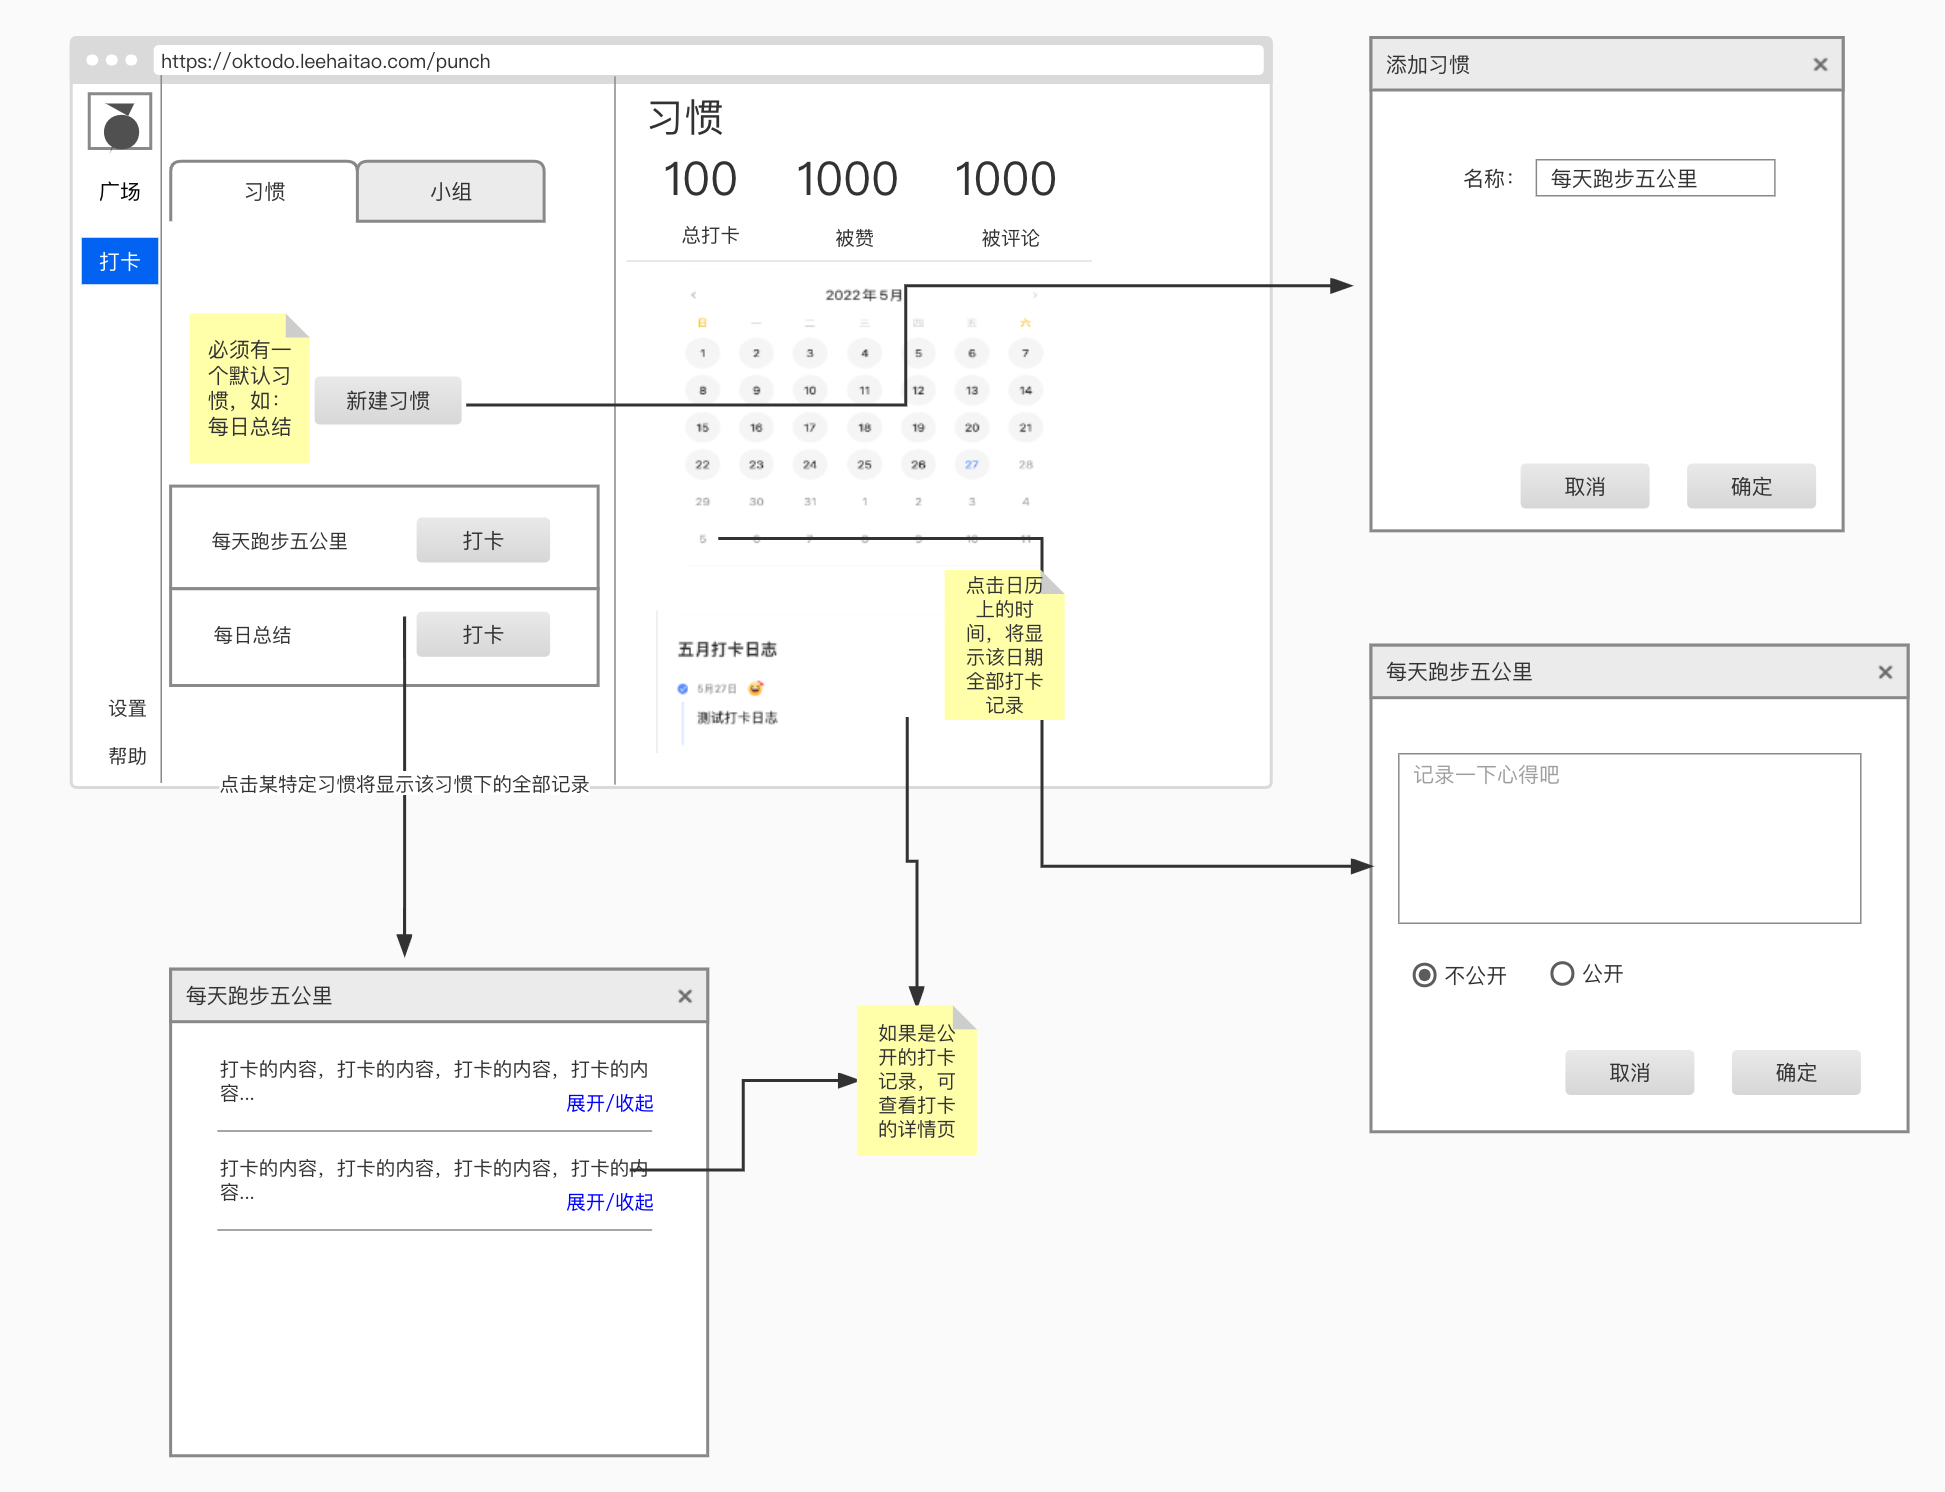 https://oktodo.leehaitao.com/punch
广场
打卡
设置
帮助
习惯
小组
必须有一
个默认习
惯，如：
每日总结
新建习惯
每天跑步五公里
打卡
每日总结
打卡
点击某特定习惯将显示该习惯下的全部记录
习惯
100
1000
1000
总打卡
被赞
被评论
< 2022年5月 >
日 一 二 三 四 五 六
1 2 3 4 5 6 7
8 9 10 11 12 13 14
15 16 17 18 19 20 21
22 23 24 25 26 27 28
29 30 31 1 2 3 4
5 6 7 8 9 10 11
点击日历
上的时
间，将显
示该日期
全部打卡
记录
五月打卡日志
5月27日
测试打卡日志
添加习惯
名称：
每天跑步五公里
取消
确定
每天跑步五公里
记录一下心得吧
不公开
公开
取消
确定
每天跑步五公里
打卡的内容，打卡的内容，打卡的内容，打卡的内
容...
展开/收起
打卡的内容，打卡的内容，打卡的内容，打卡的内
容...
展开/收起
如果是公
开的打卡
记录，可
查看打卡
的详情页